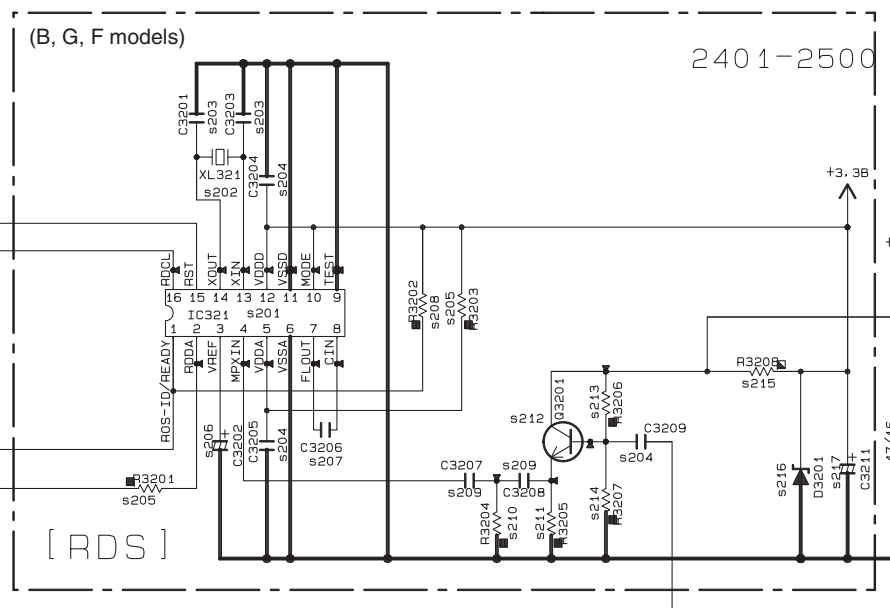 (B, G, F models)
2401-2500
C3201
s203
C3203
s203
XL321
s202
C3204
s204
+3.3B
RDCL
RST
XOUT
XIN
VDDD
VSSD
MODE
TEST
16 15 14 13 12 11 10 9
IC321 s201
1 2 3 4 5 6 7 8
ROS-ID/READY
RDDA
VREF
MPXIN
VDDA
VSSA
FLOUT
CIN
R3202
s208
s205
R3203
s206
C3202
C3205
s204
C3206
s207
R3201
s205
s212
Q3201
s213
R3206
C3209
s204
R3208
s215
C3207
s209
s209
C3208
R3204
s210
s211
R3205
s214
R3207
s216
D3201
s217
C3211
+
+
+
[RDS]